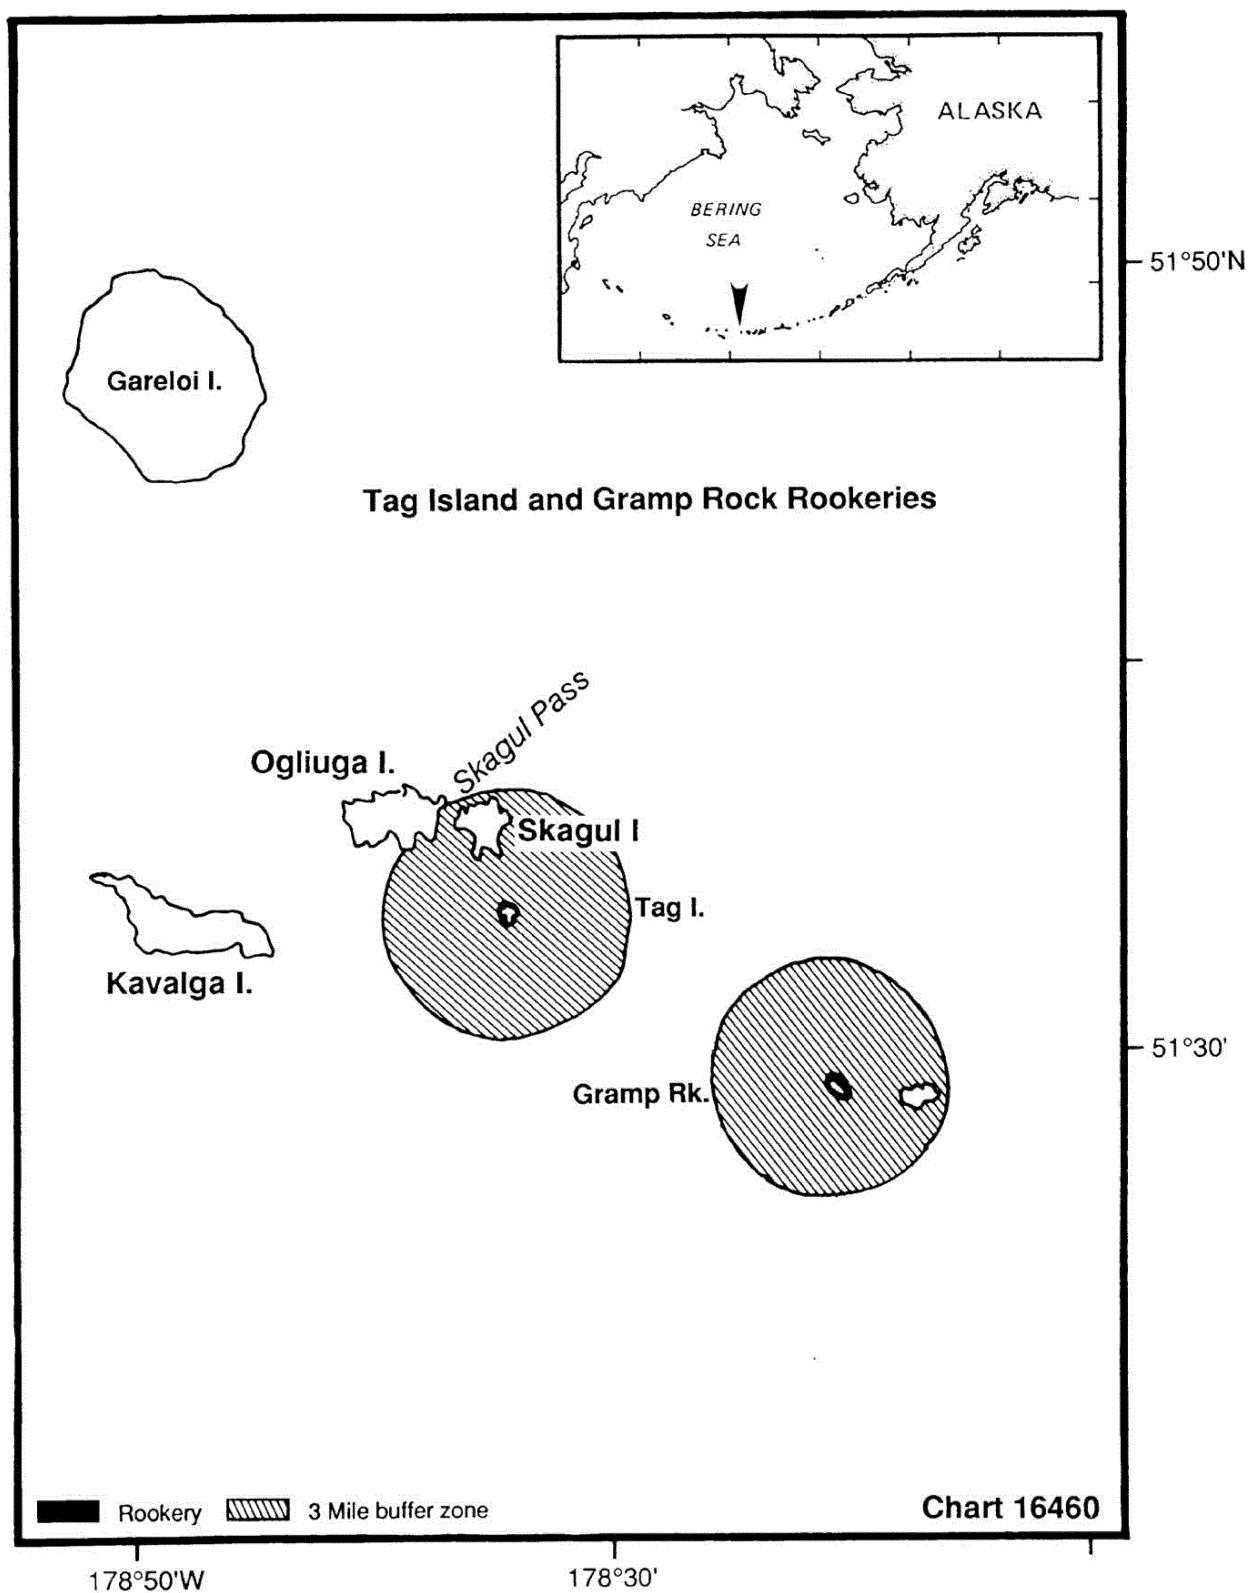 ALASKA
BERING
SEA
51°50'N
Gareloi I.
Tag Island and Gramp Rock Rookeries
Skagul Pass
Ogliuga I.
Skagul I
Tag I.
Kavalga I.
51°30'
Gramp Rk.
Rookery
3 Mile buffer zone
Chart 16460
178°50'W
178°30'